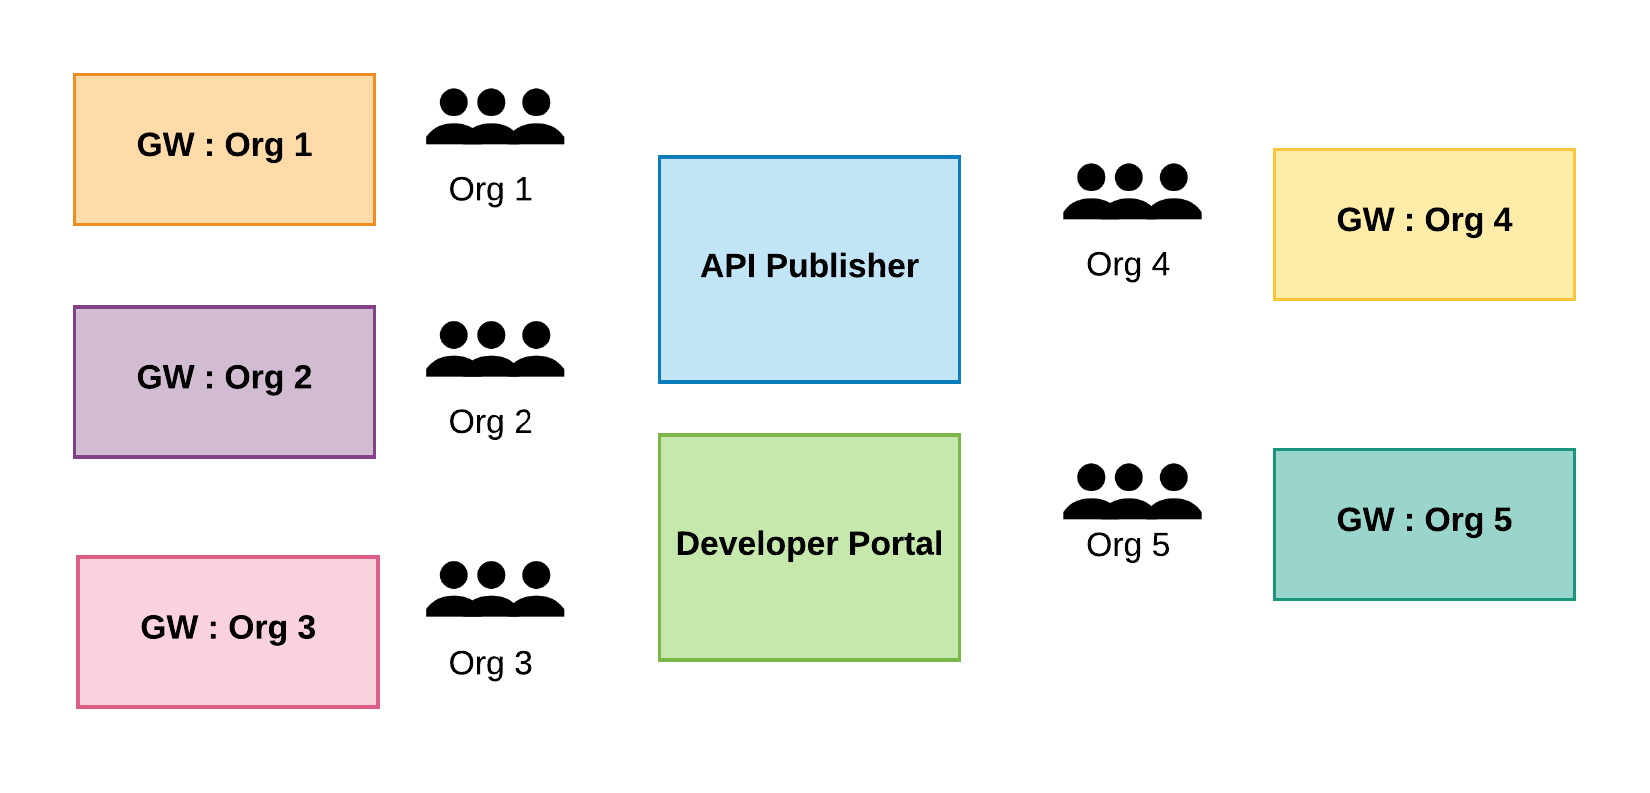 GW : Org 1
Org 1
GW : Org 2
Org 2
GW : Org 3
Org 3
API Publisher
Developer Portal
Org 4
GW : Org 4
Org 5
GW : Org 5